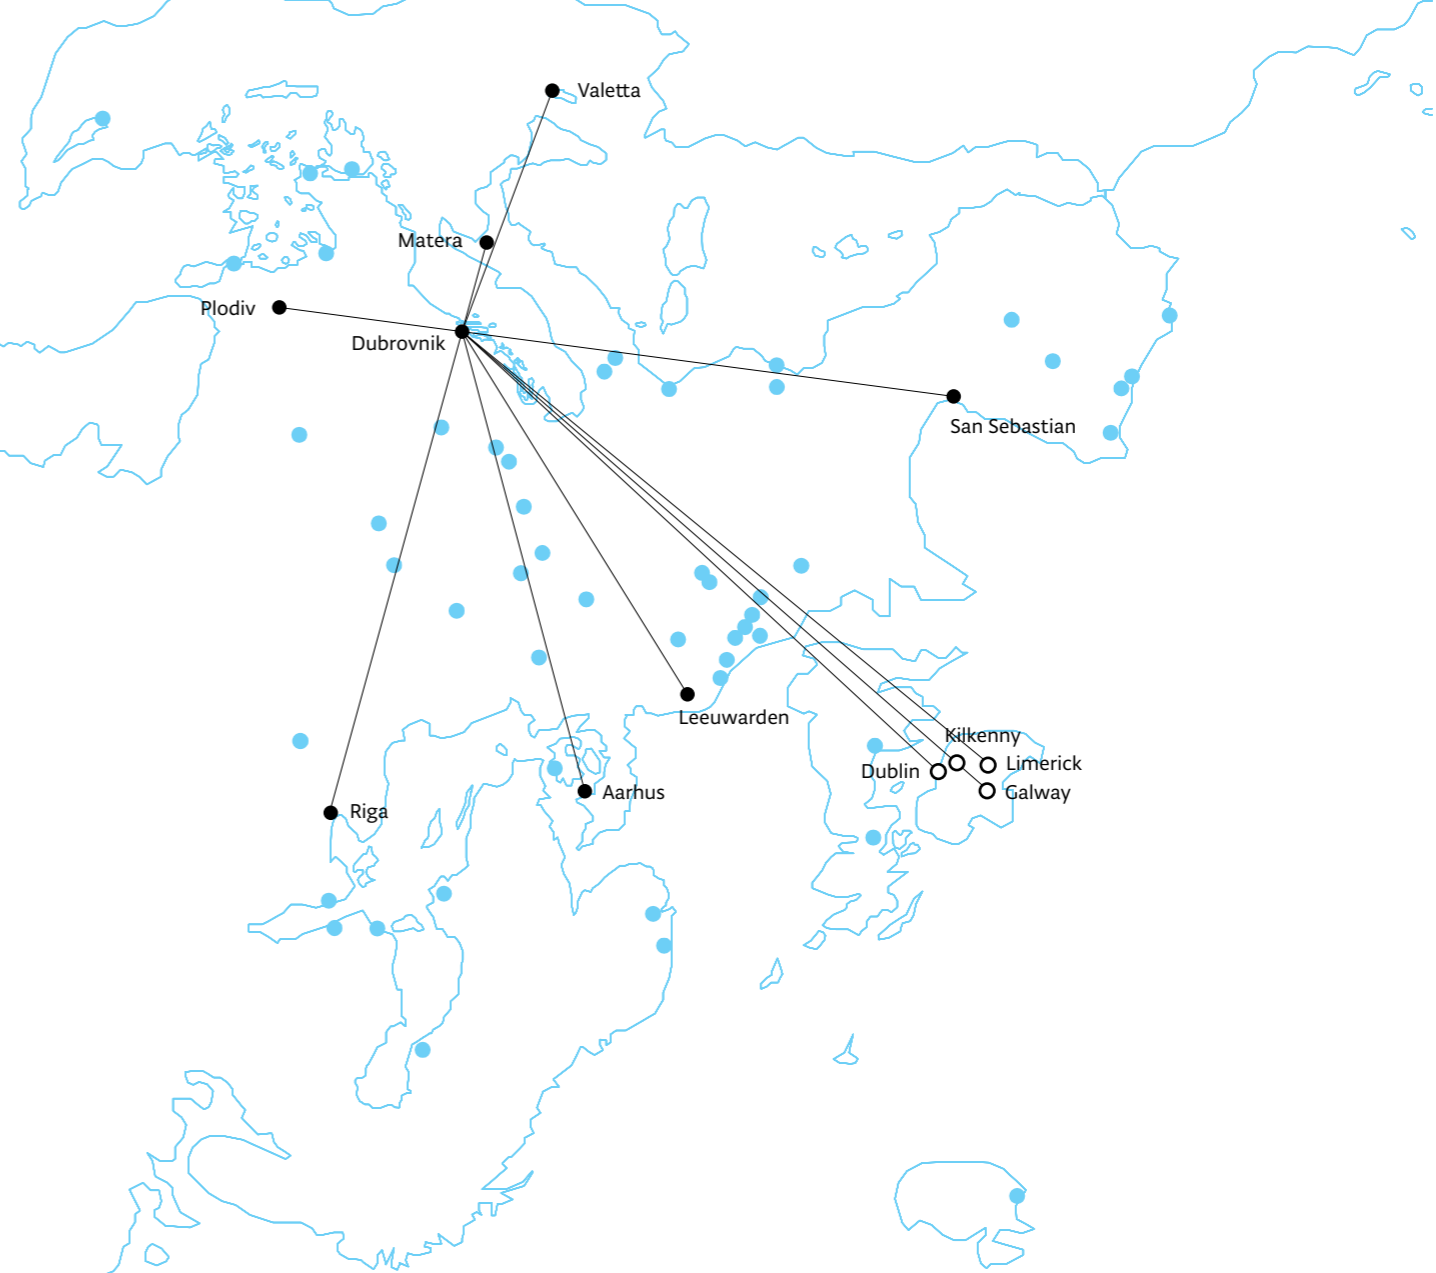 Valetta
Matera
Plodiv
Dubrovnik
San Sebastian
Leeuwarden
Kilkenny
Dublin
Limerick
Galway
Aarhus
Riga